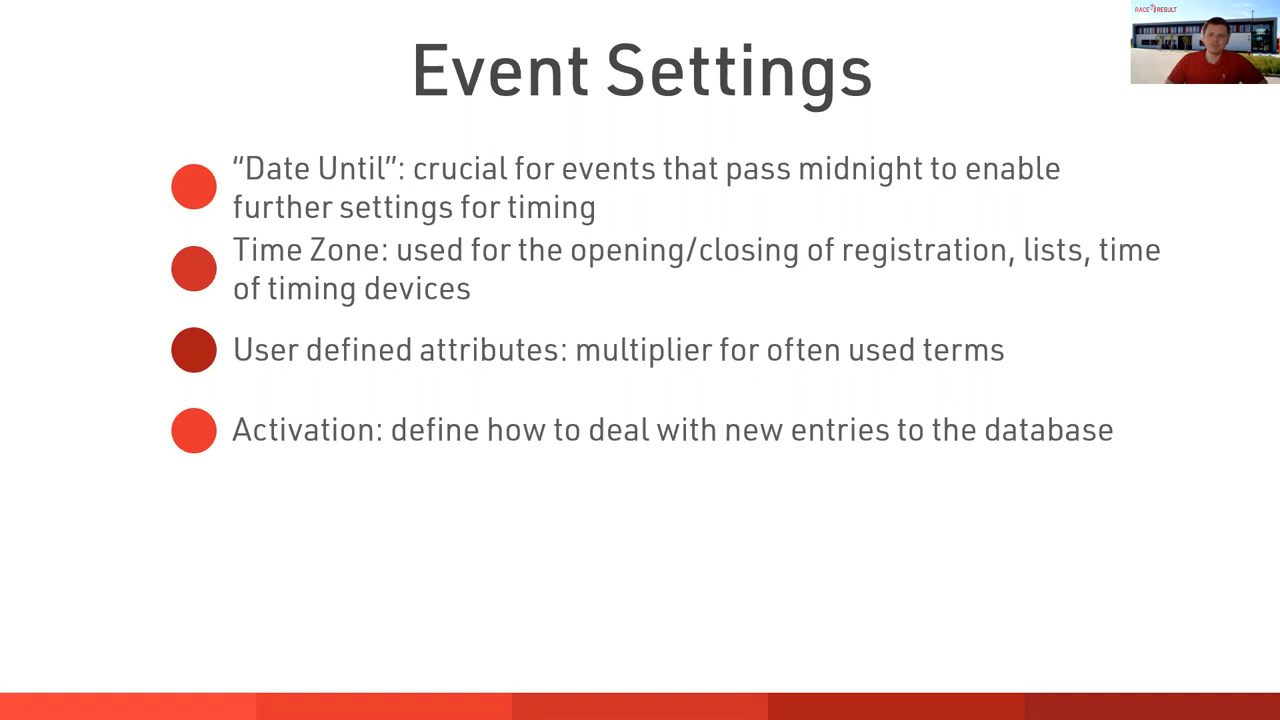 RACE RESULT
Event Settings
“Date Until”: crucial for events that pass midnight to enable
further settings for timing
Time Zone: used for the opening/closing of registration, lists, time
of timing devices
User defined attributes: multiplier for often used terms
Activation: define how to deal with new entries to the database